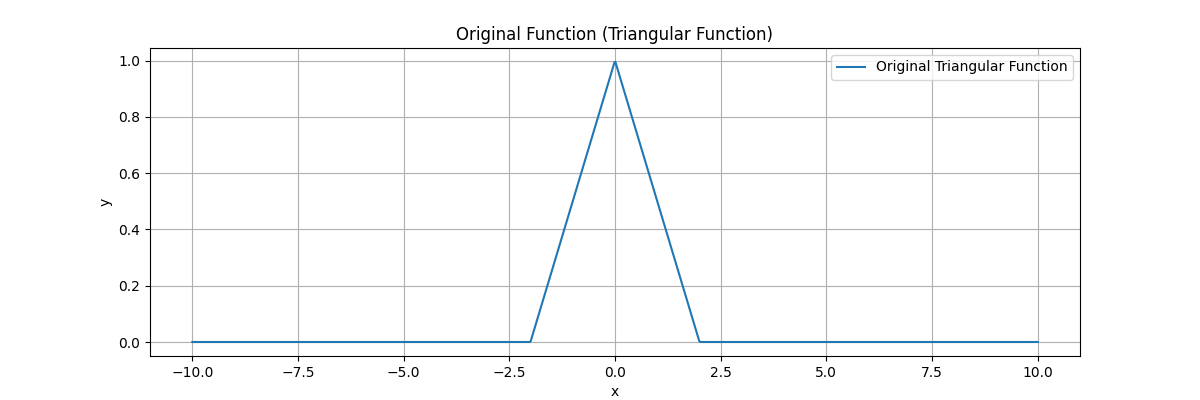 Original Function (Triangular Function)
Original Triangular Function
1.0
0.8
0.6
0.4
0.2
0.0
y
−10.0 −7.5 −5.0 −2.5 0.0 2.5 5.0 7.5 10.0
x